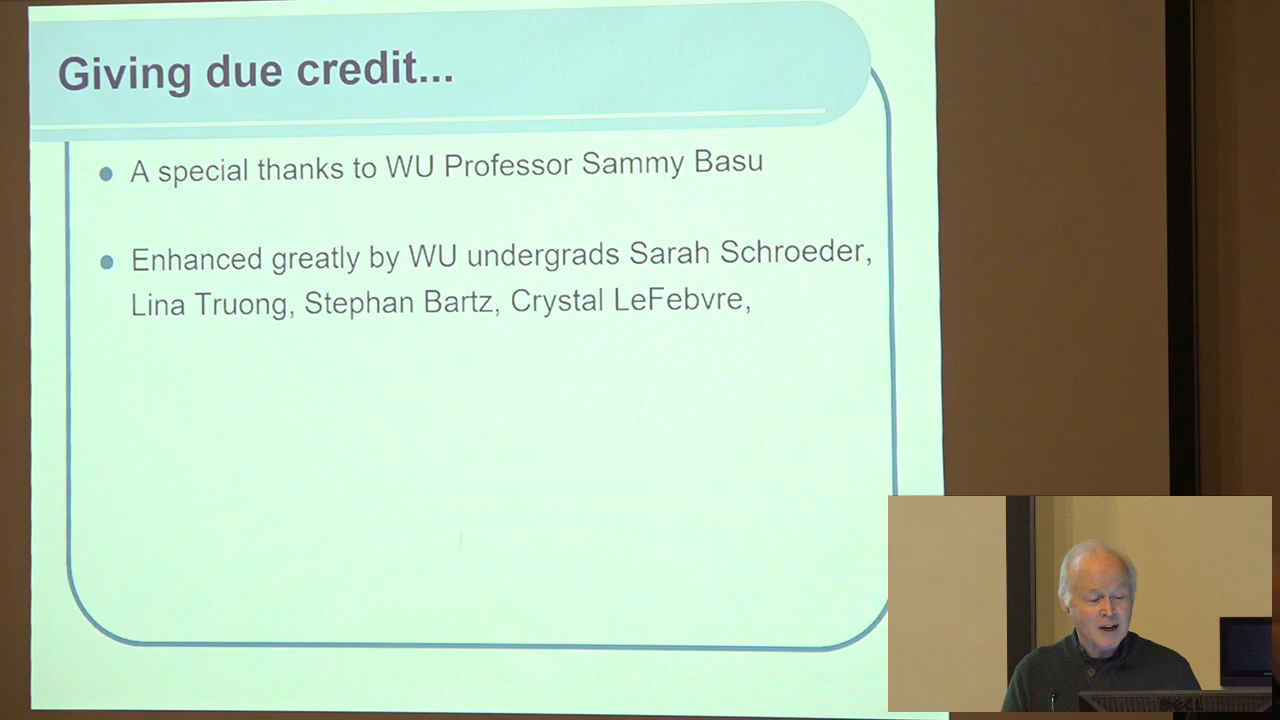 Giving due credit...
A special thanks to WU Professor Sammy Basu
Enhanced greatly by WU undergrads Sarah Schroeder,
Lina Truong, Stephan Bartz, Crystal LeFebvre,
DELL